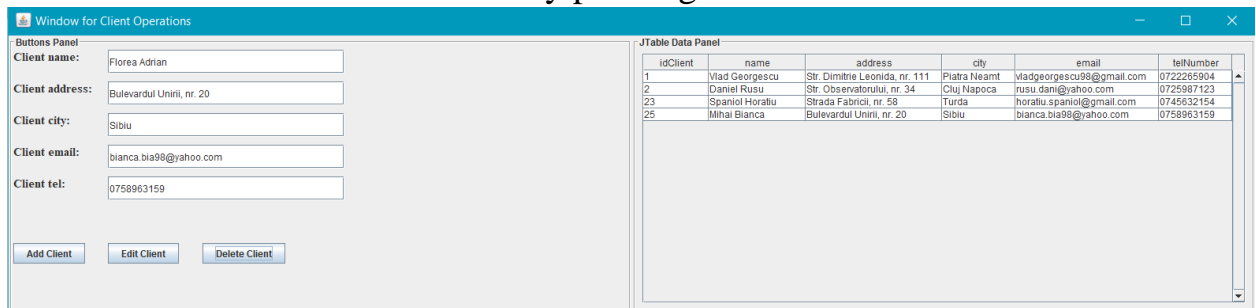 Window for Client Operations
Buttons Panel
Client name:
Florea Adrian
Client address:
Bulevardul Unirii, nr. 20
Client city:
Sibiu
Client email:
bianca.bia98@yahoo.com
Client tel:
0758963159
Add Client Edit Client Delete Client
JTable Data Panel
idClient name address city email telNumber
1 Vlad Georgescu Str. Dimitrie Leonida, nr. 111 Piatra Neamt vladgeorgescu98@gmail.com 0722265904
2 Daniel Rusu Str. Observatorului, nr. 34 Cluj Napoca rusu.dani@yahoo.com 0725987123
23 Spaniol Horatiu Strada Fabricii, nr. 58 Turda horatiu.spaniol@gmail.com 0745632154
25 Mihai Bianca Bulevardul Unirii, nr. 20 Sibiu bianca.bia98@yahoo.com 0758963159